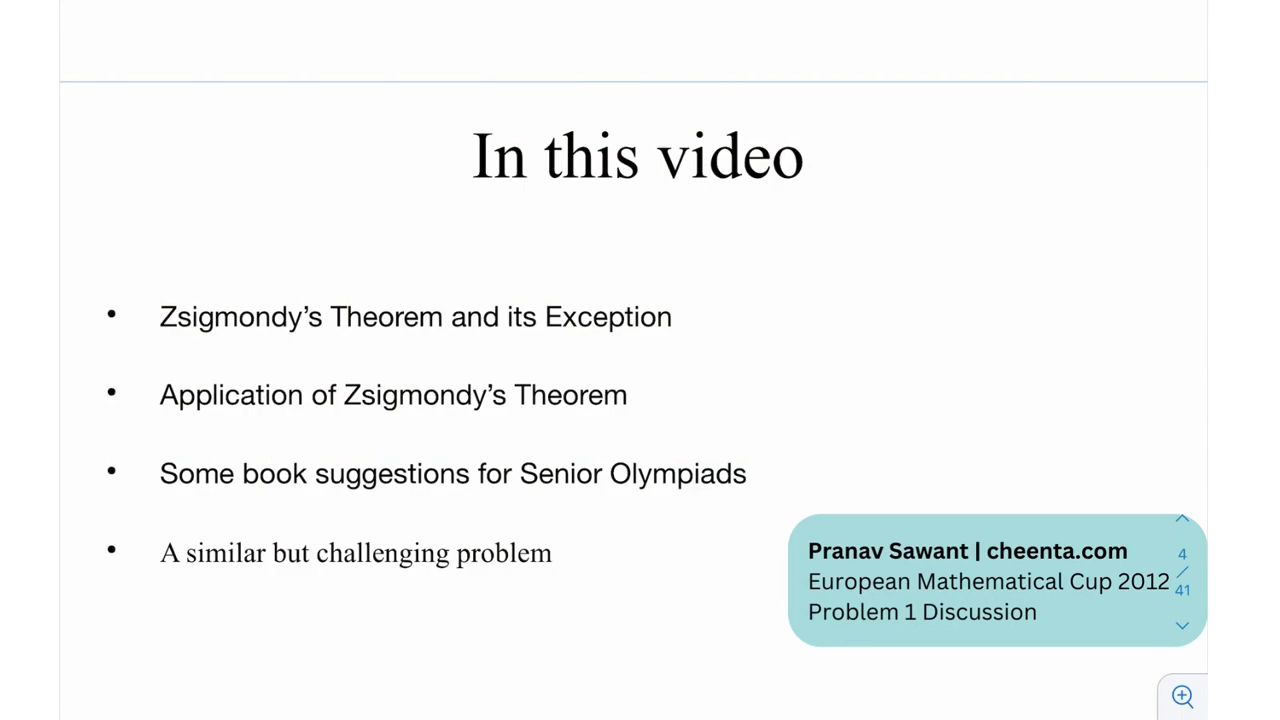 In this video
• Zsigmondy’s Theorem and its Exception
• Application of Zsigmondy’s Theorem
• Some book suggestions for Senior Olympiads
• A similar but challenging problem
Pranav Sawant | cheenta.com
European Mathematical Cup 2012
Problem 1 Discussion
4
/
41